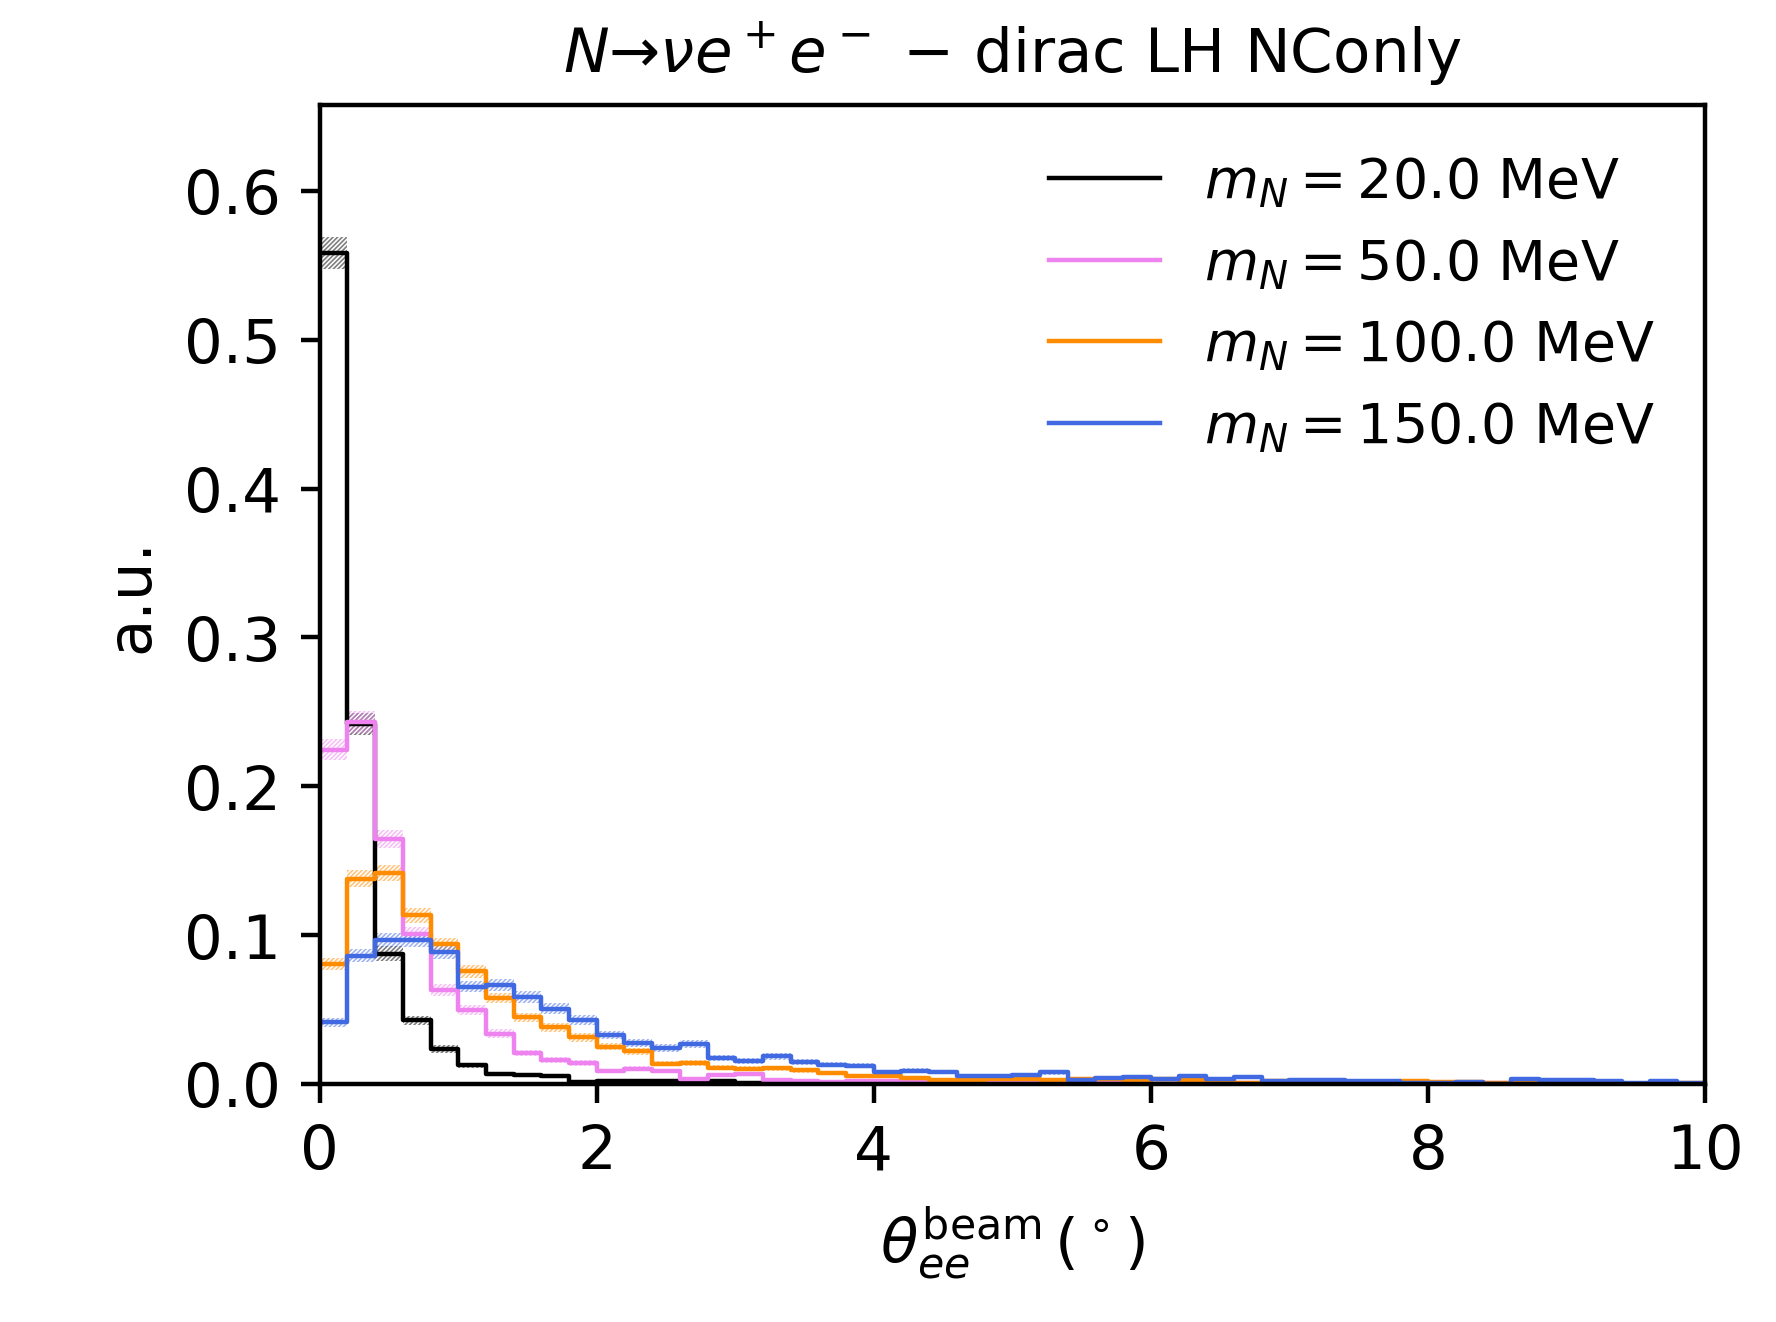 N→νe⁺e⁻ − dirac LH NConly
m_N = 20.0 MeV
m_N = 50.0 MeV
m_N = 100.0 MeV
m_N = 150.0 MeV
a.u.
0.6
0.5
0.4
0.3
0.2
0.1
0.0
0 2 4 6 8 10
θ_ee^beam (°)